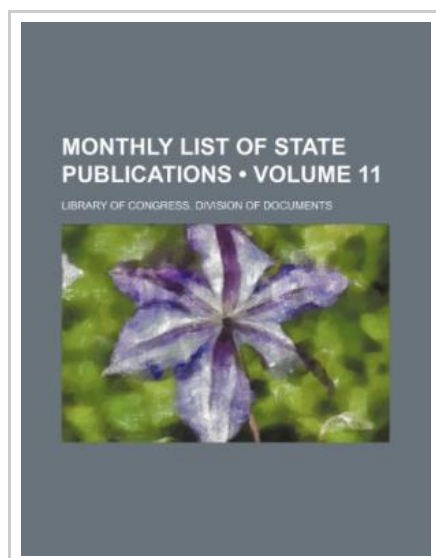 MONTHLY LIST OF STATE
PUBLICATIONS ▾ VOLUME 11
LIBRARY OF CONGRESS. DIVISION OF DOCUMENTS